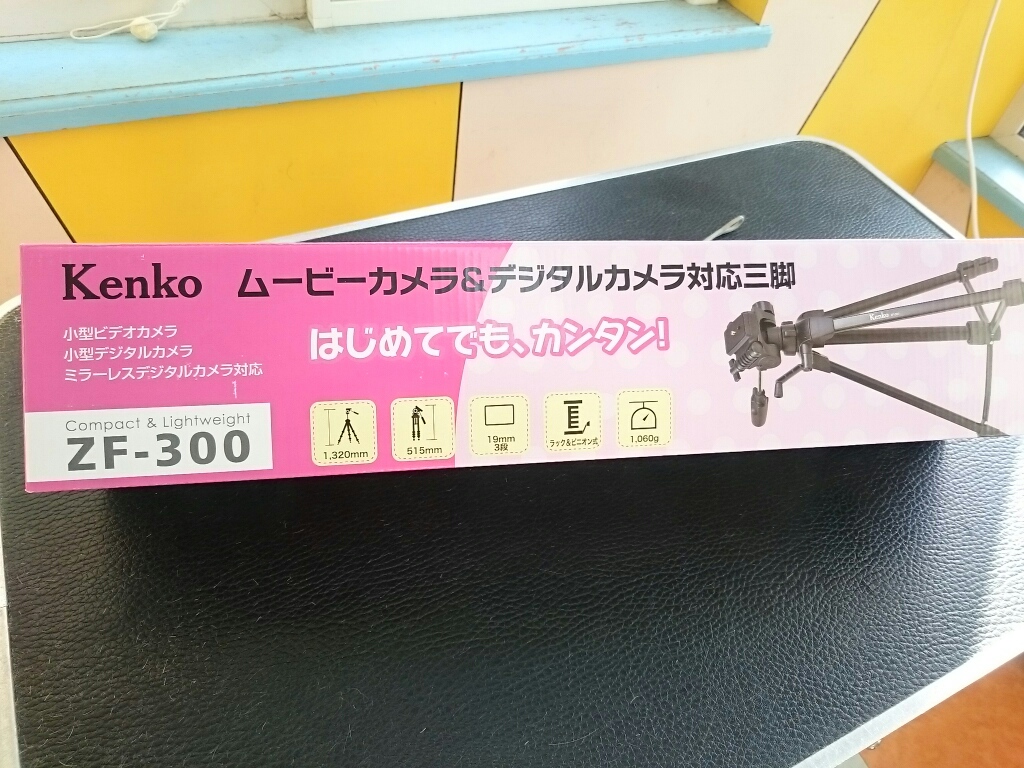 Kenko ムービーカメラ&デジタルカメラ対応三脚
小型ビデオカメラ
小型デジタルカメラ
ミラーレスデジタルカメラ対応
はじめてでも、カンタン!
Compact & Lightweight
ZF-300
1,320mm
515mm
19mm
3段
ラック&ピニオン式
1,060g
Kenko